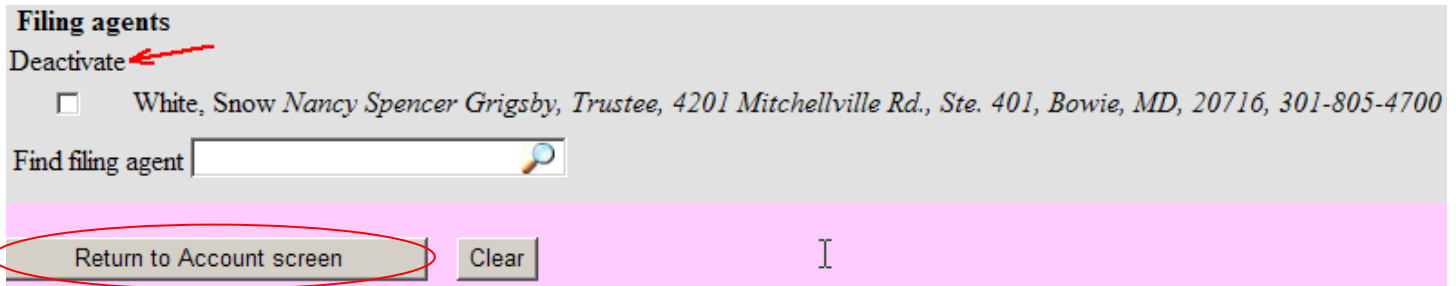 Filing agents
Deactivate
White, Snow Nancy Spencer Grigsby, Trustee, 4201 Mitchellville Rd., Ste. 401, Bowie, MD, 20716, 301-805-4700
Find filing agent
Return to Account screen Clear